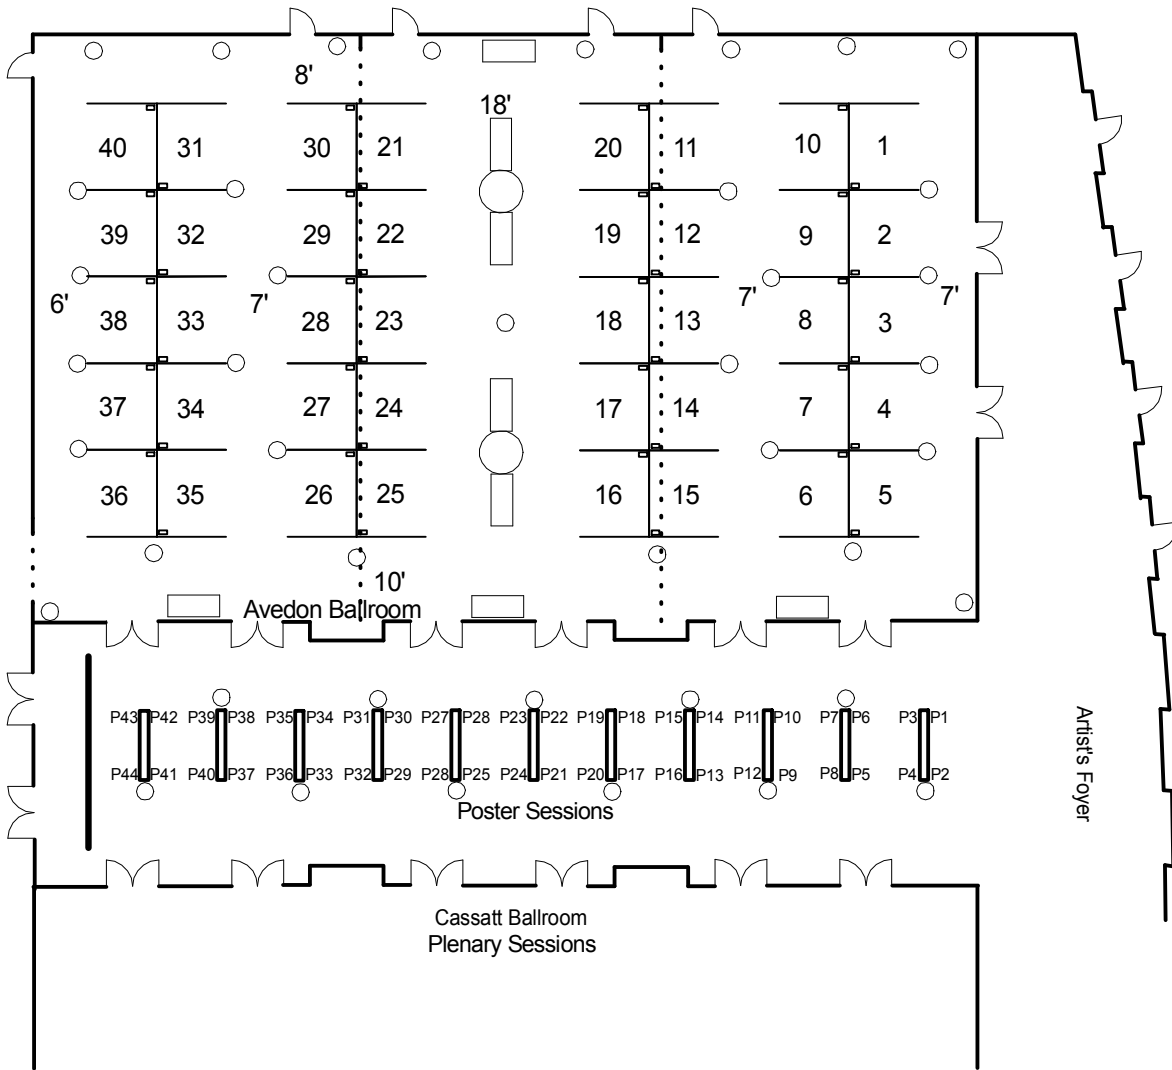 8'
18'
40 31 30 21 20 11 10 1
39 32 29 22 19 12 9 2
6' 7' 7' 7'
38 33 28 23 18 13 8 3
37 34 27 24 17 14 7 4
36 35 26 25 16 15 6 5
10'
Avedon Ballroom
P43 P42 P39 P38 P35 P34 P31 P30 P27 P28 P23 P22 P19 P18 P15 P14 P11 P10 P7 P6 P3 P1
P44 P41 P40 P37 P36 P33 P32 P29 P28 P25 P24 P21 P20 P17 P16 P13 P12 P9 P8 P5 P4 P2
Poster Sessions
Artist's Foyer
Cassatt Ballroom
Plenary Sessions